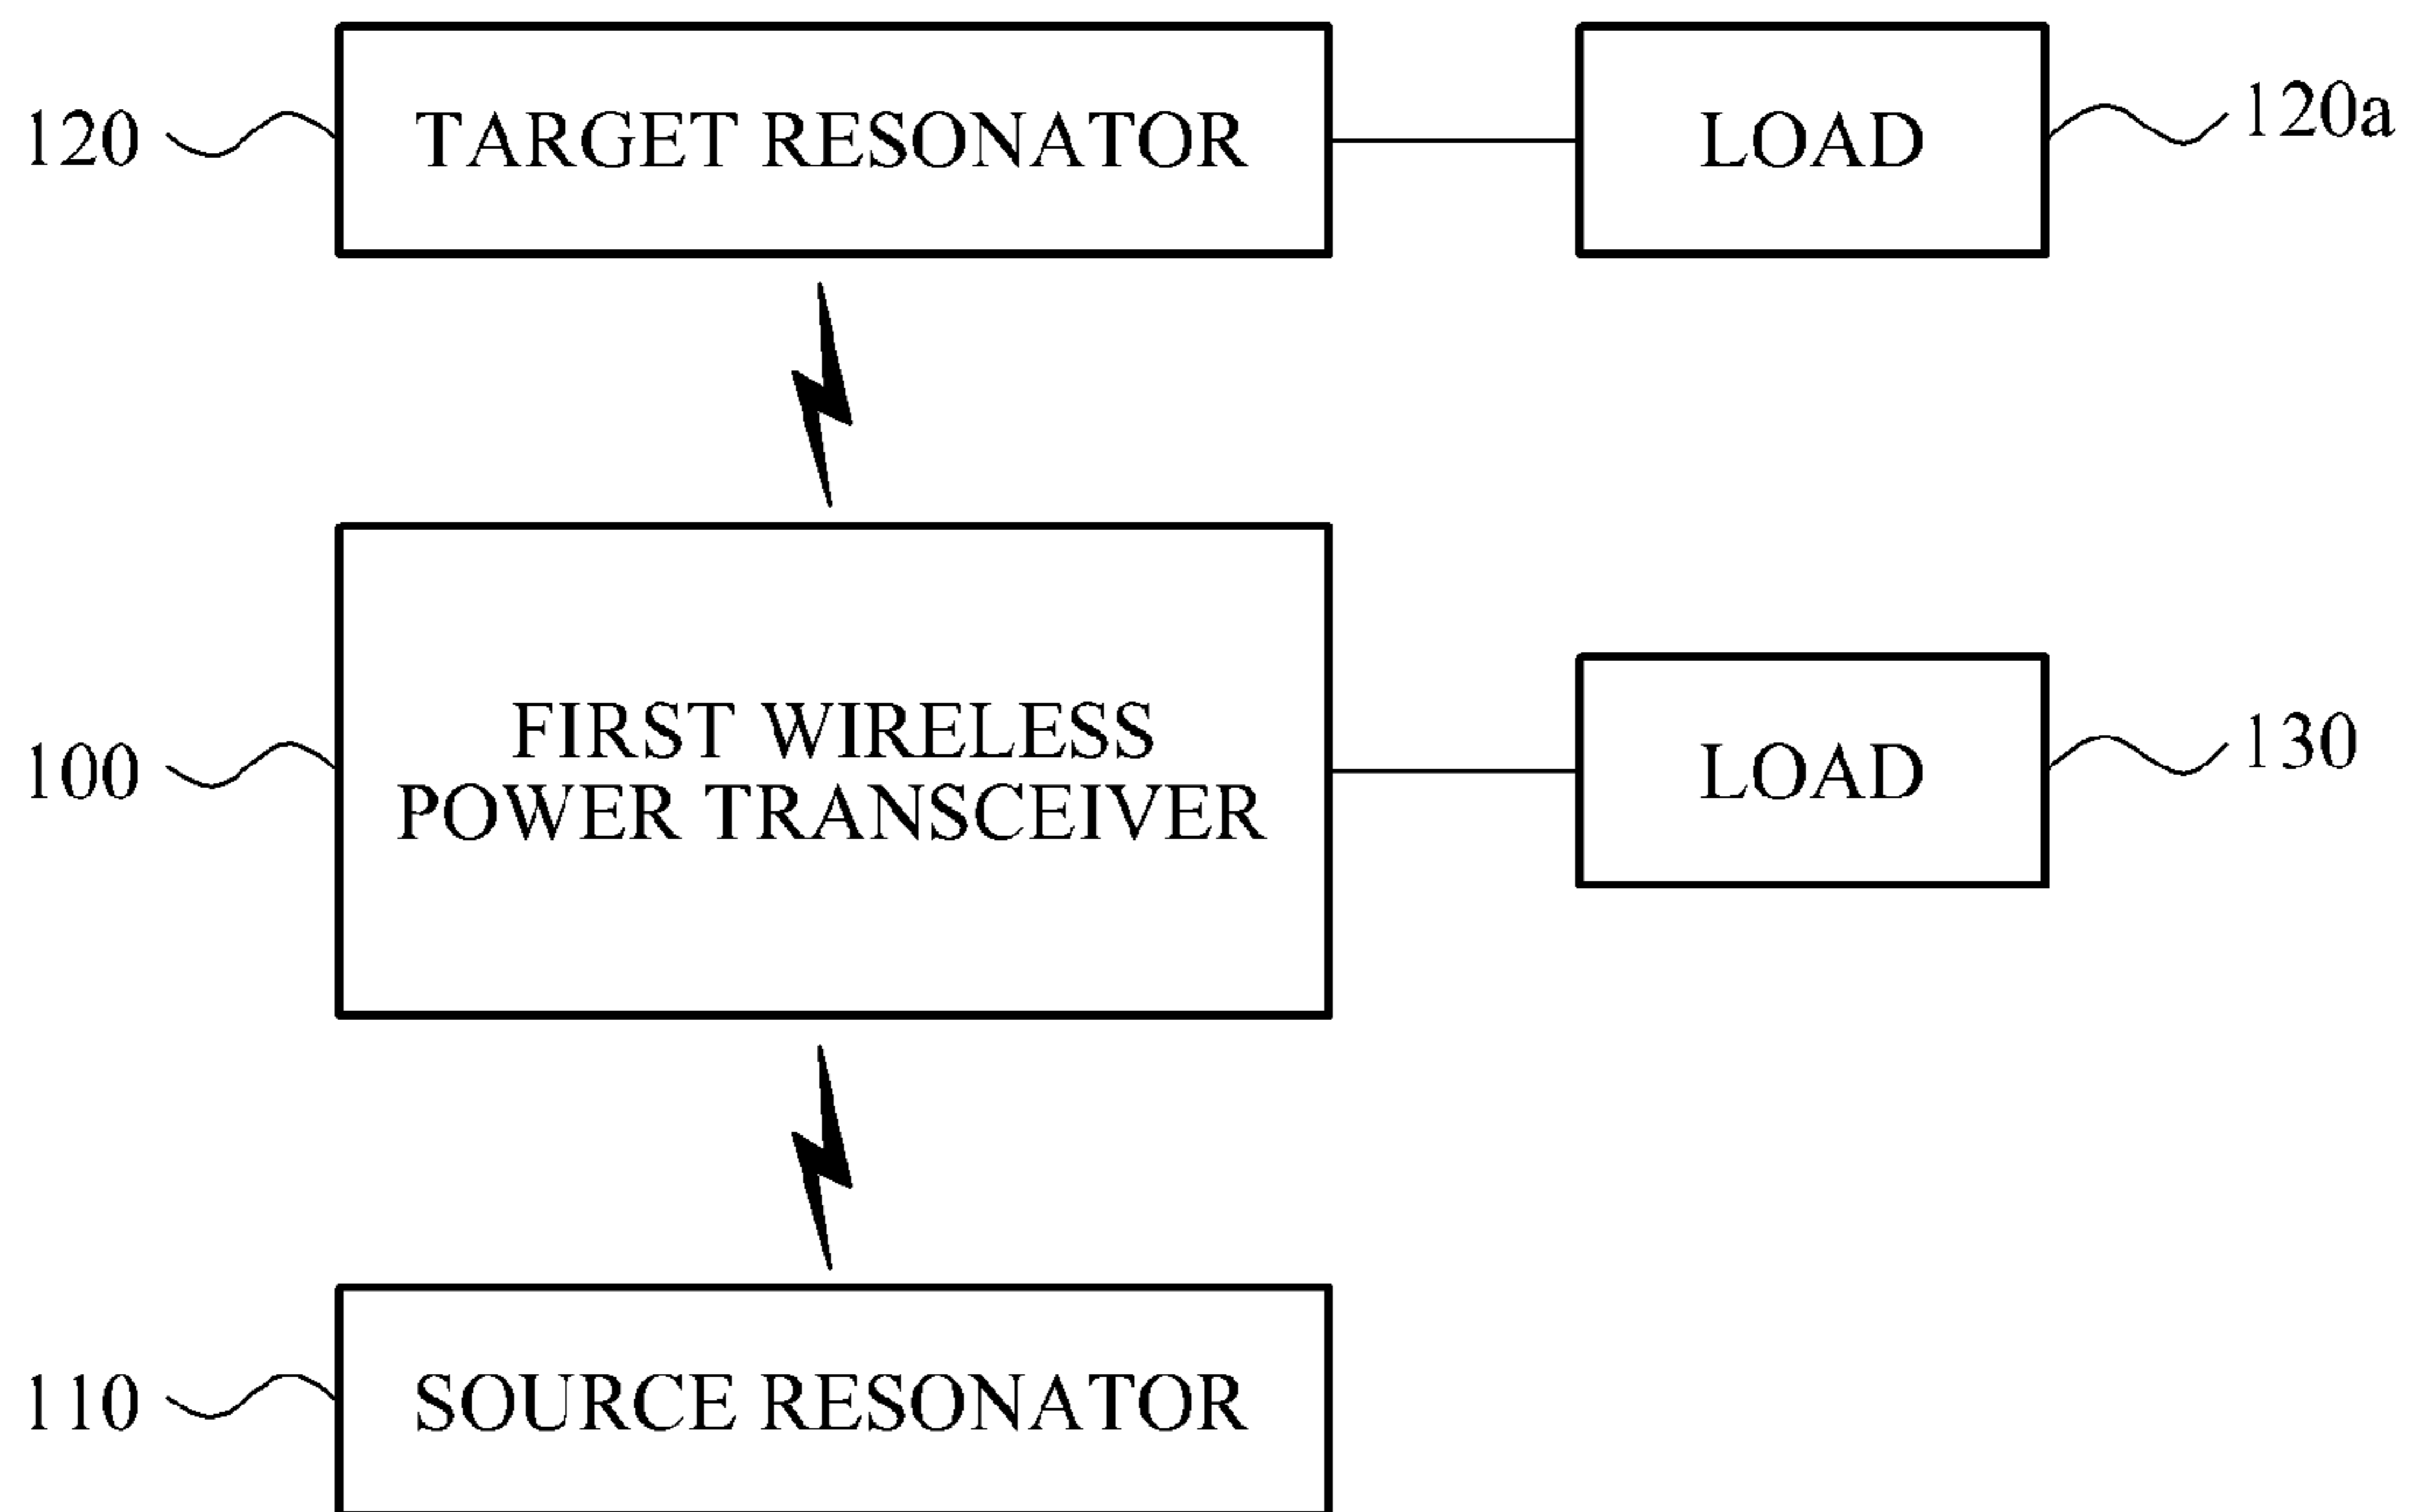 120
TARGET RESONATOR
LOAD
120a
100
FIRST WIRELESS
POWER TRANSCEIVER
LOAD
130
110
SOURCE RESONATOR